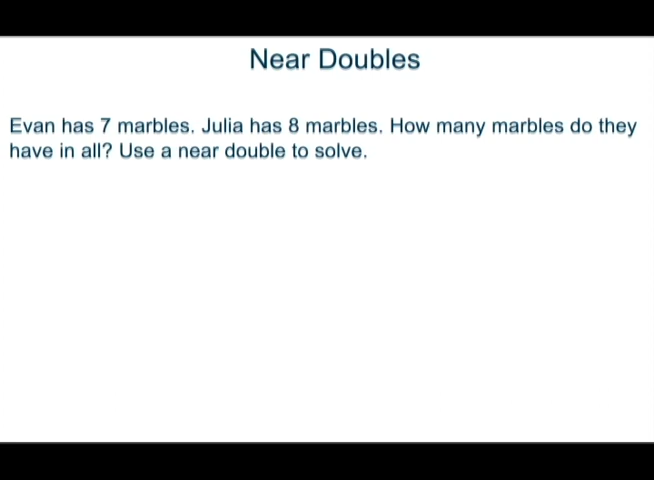 Near Doubles
Evan has 7 marbles. Julia has 8 marbles. How many marbles do they
have in all? Use a near double to solve.